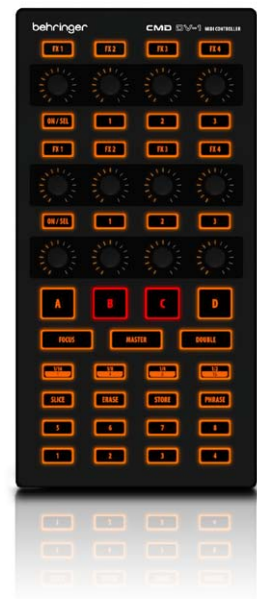 behringer CMD DV-1 MIDI CONTROLLER
FX 1 FX 2 FX 3 FX 4
ON / SEL 1 2 3
FX 1 FX 2 FX 3 FX 4
ON / SEL 1 2 3
A B C D
FOCUS MASTER DOUBLE
1/16 1/8 1/4 1/2
SLICE ERASE STORE PHRASE
5 6 7 8
1 2 3 4